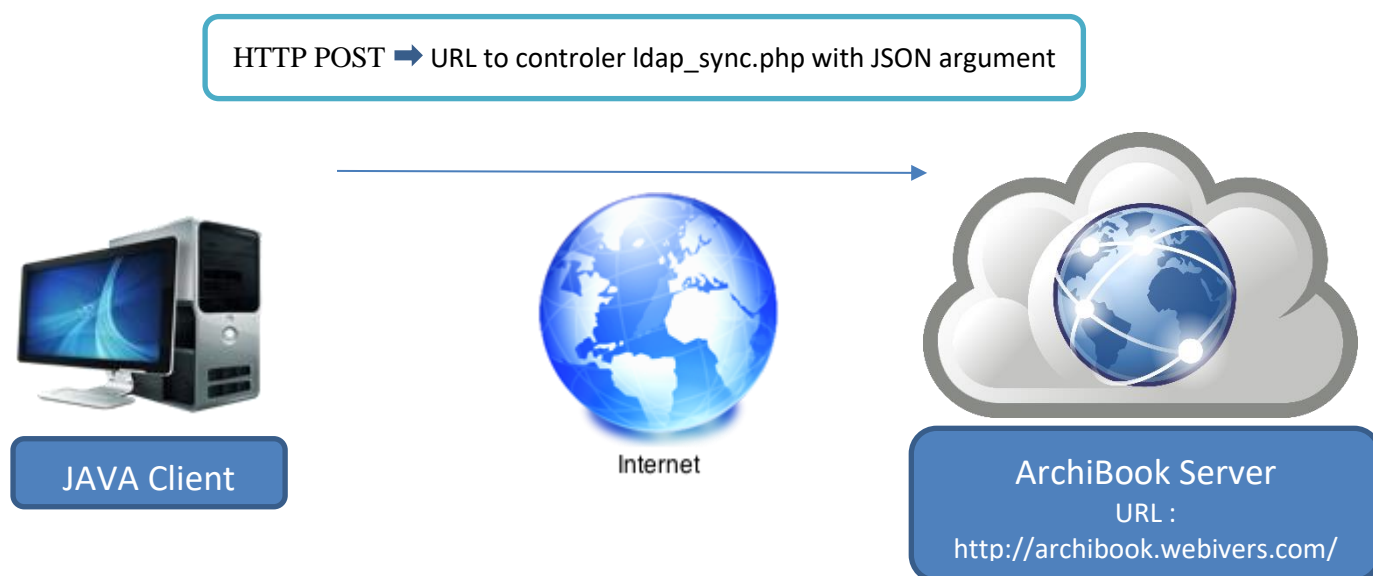 HTTP POST ➡ URL to controler ldap_sync.php with JSON argument
Internet
JAVA Client
ArchiBook Server
URL :
http://archibook.webivers.com/